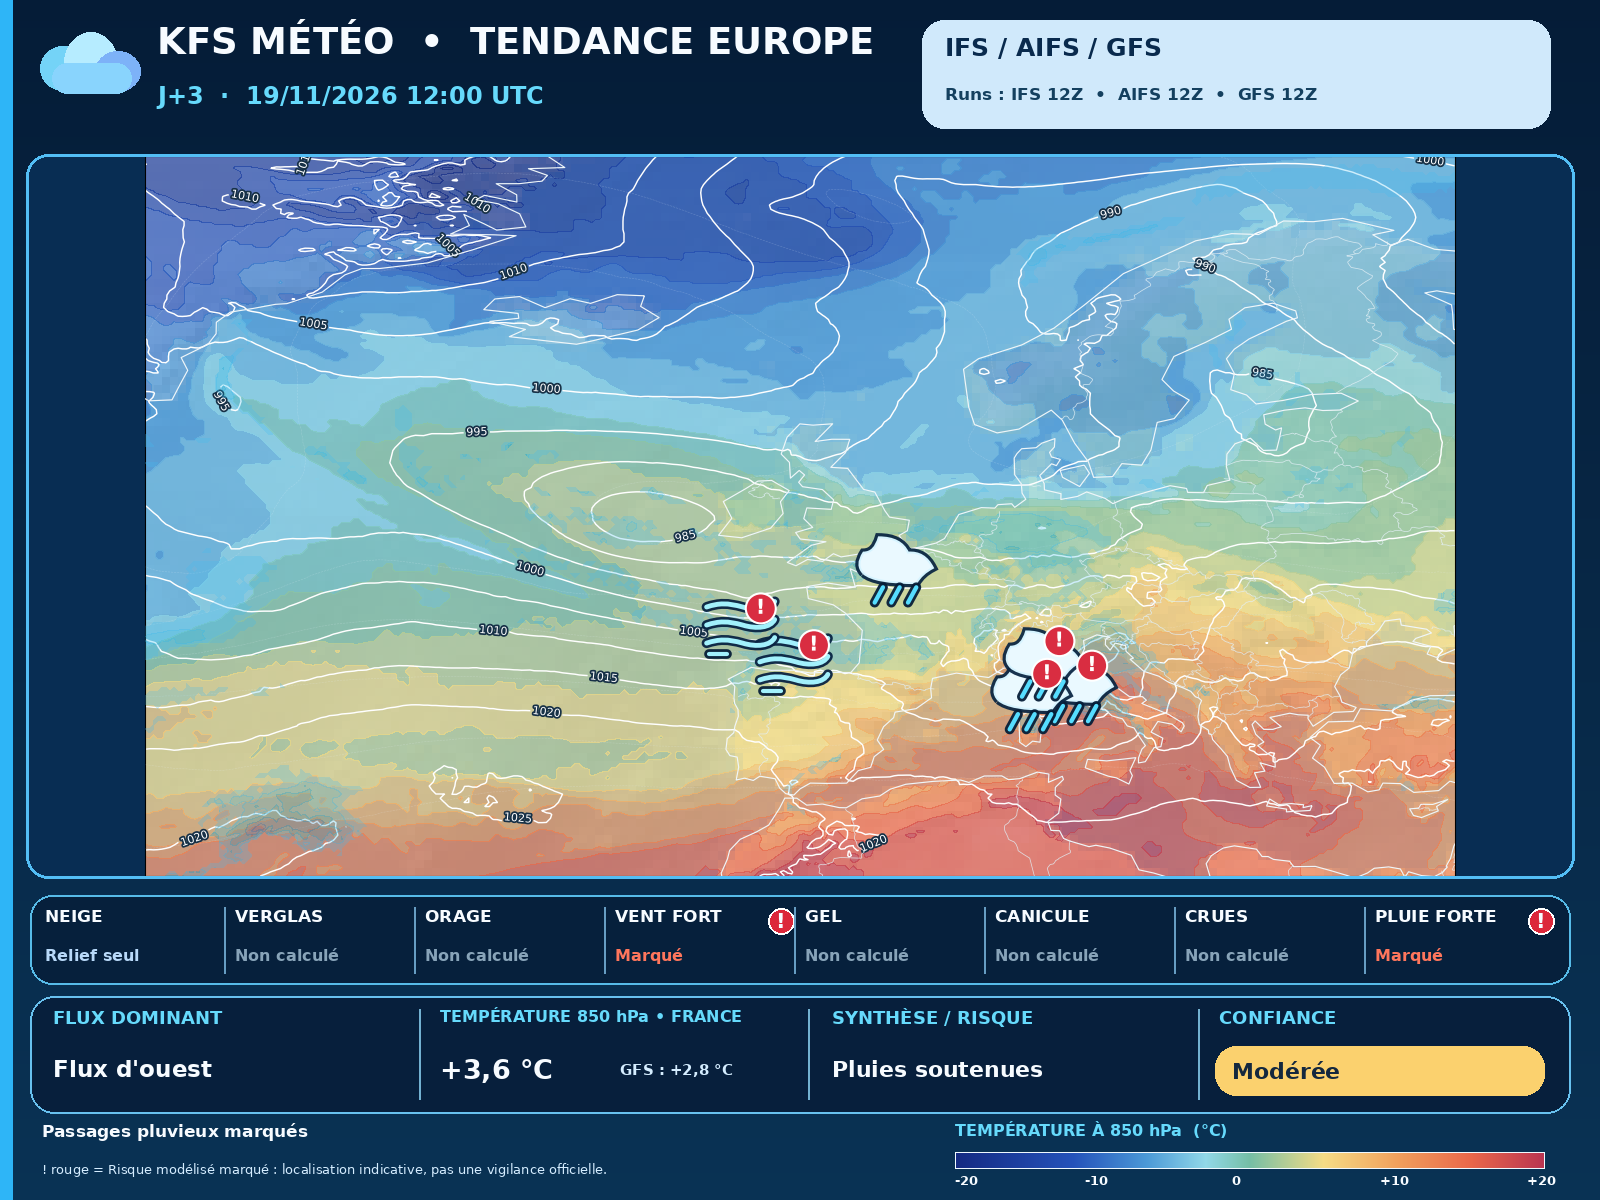 KFS MÉTÉO • TENDANCE EUROPE
J+3 · 19/11/2026 12:00 UTC
IFS / AIFS / GFS
Runs : IFS 12Z • AIFS 12Z • GFS 12Z
1000
1010
1010
1005
1010
990
990
1005
1000
985
995
995
985
1000
1010
1005
1015
1020
1025
1020
1020
! ! ! ! !
NEIGE
Relief seul
VERGLAS
Non calculé
ORAGE
Non calculé
VENT FORT !
Marqué
GEL
Non calculé
CANICULE
Non calculé
CRUES
Non calculé
PLUIE FORTE !
Marqué
FLUX DOMINANT
Flux d'ouest
TEMPÉRATURE 850 hPa • FRANCE
+3,6 °C GFS : +2,8 °C
SYNTHÈSE / RISQUE
Pluies soutenues
CONFIANCE
Modérée
Passages pluvieux marqués
! rouge = Risque modélisé marqué : localisation indicative, pas une vigilance officielle.
TEMPÉRATURE À 850 hPa (°C)
-20 -10 0 +10 +20